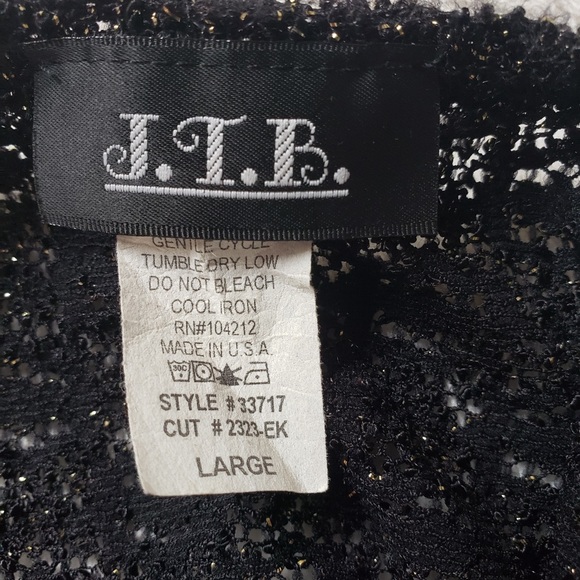 J.T.B.
GENTLE CYCLE
TUMBLE DRY LOW
DO NOT BLEACH
COOL IRON
RN#104212
MADE IN U.S.A.
30C
STYLE # 33717
CUT # 2323-EK
LARGE